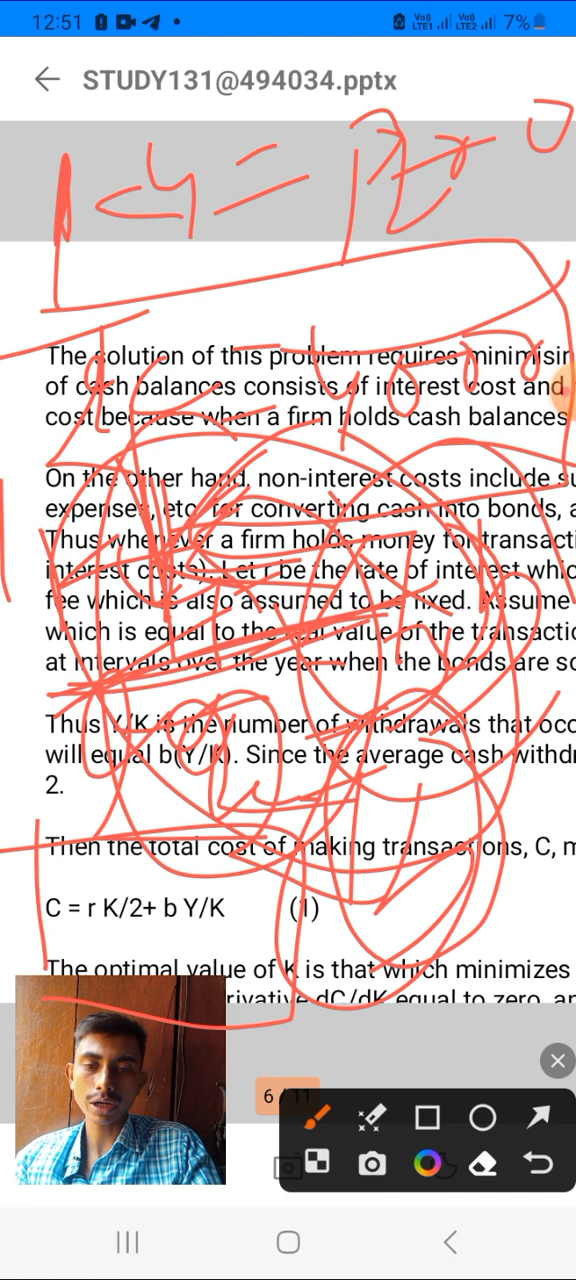 12:51 Vo)) LTE1 Vo)) LTE2 7%
STUDY131@494034.pptx
The solution of this problem requires minimisin
of cash balances consists of interest cost and
cost because when a firm holds cash balances
On the other hand, non-interest costs include su
expenses, etc. for converting cash into bonds, a
Thus whenever a firm holds money for transacti
interest costs). Let r be the rate of interest whic
fee which is also assumed to be fixed. Assume
which is equal to the real value of the transactio
at intervals over the year when the bonds are so
Thus Y/K is the number of withdrawals that occ
will equal b(Y/K). Since the average cash withdr
2.
Then the total cost of making transactions, C, m
C = r K/2+ b Y/K (1)
The optimal value of K is that which minimizes
rivative dC/dK equal to zero, an
6 / 11